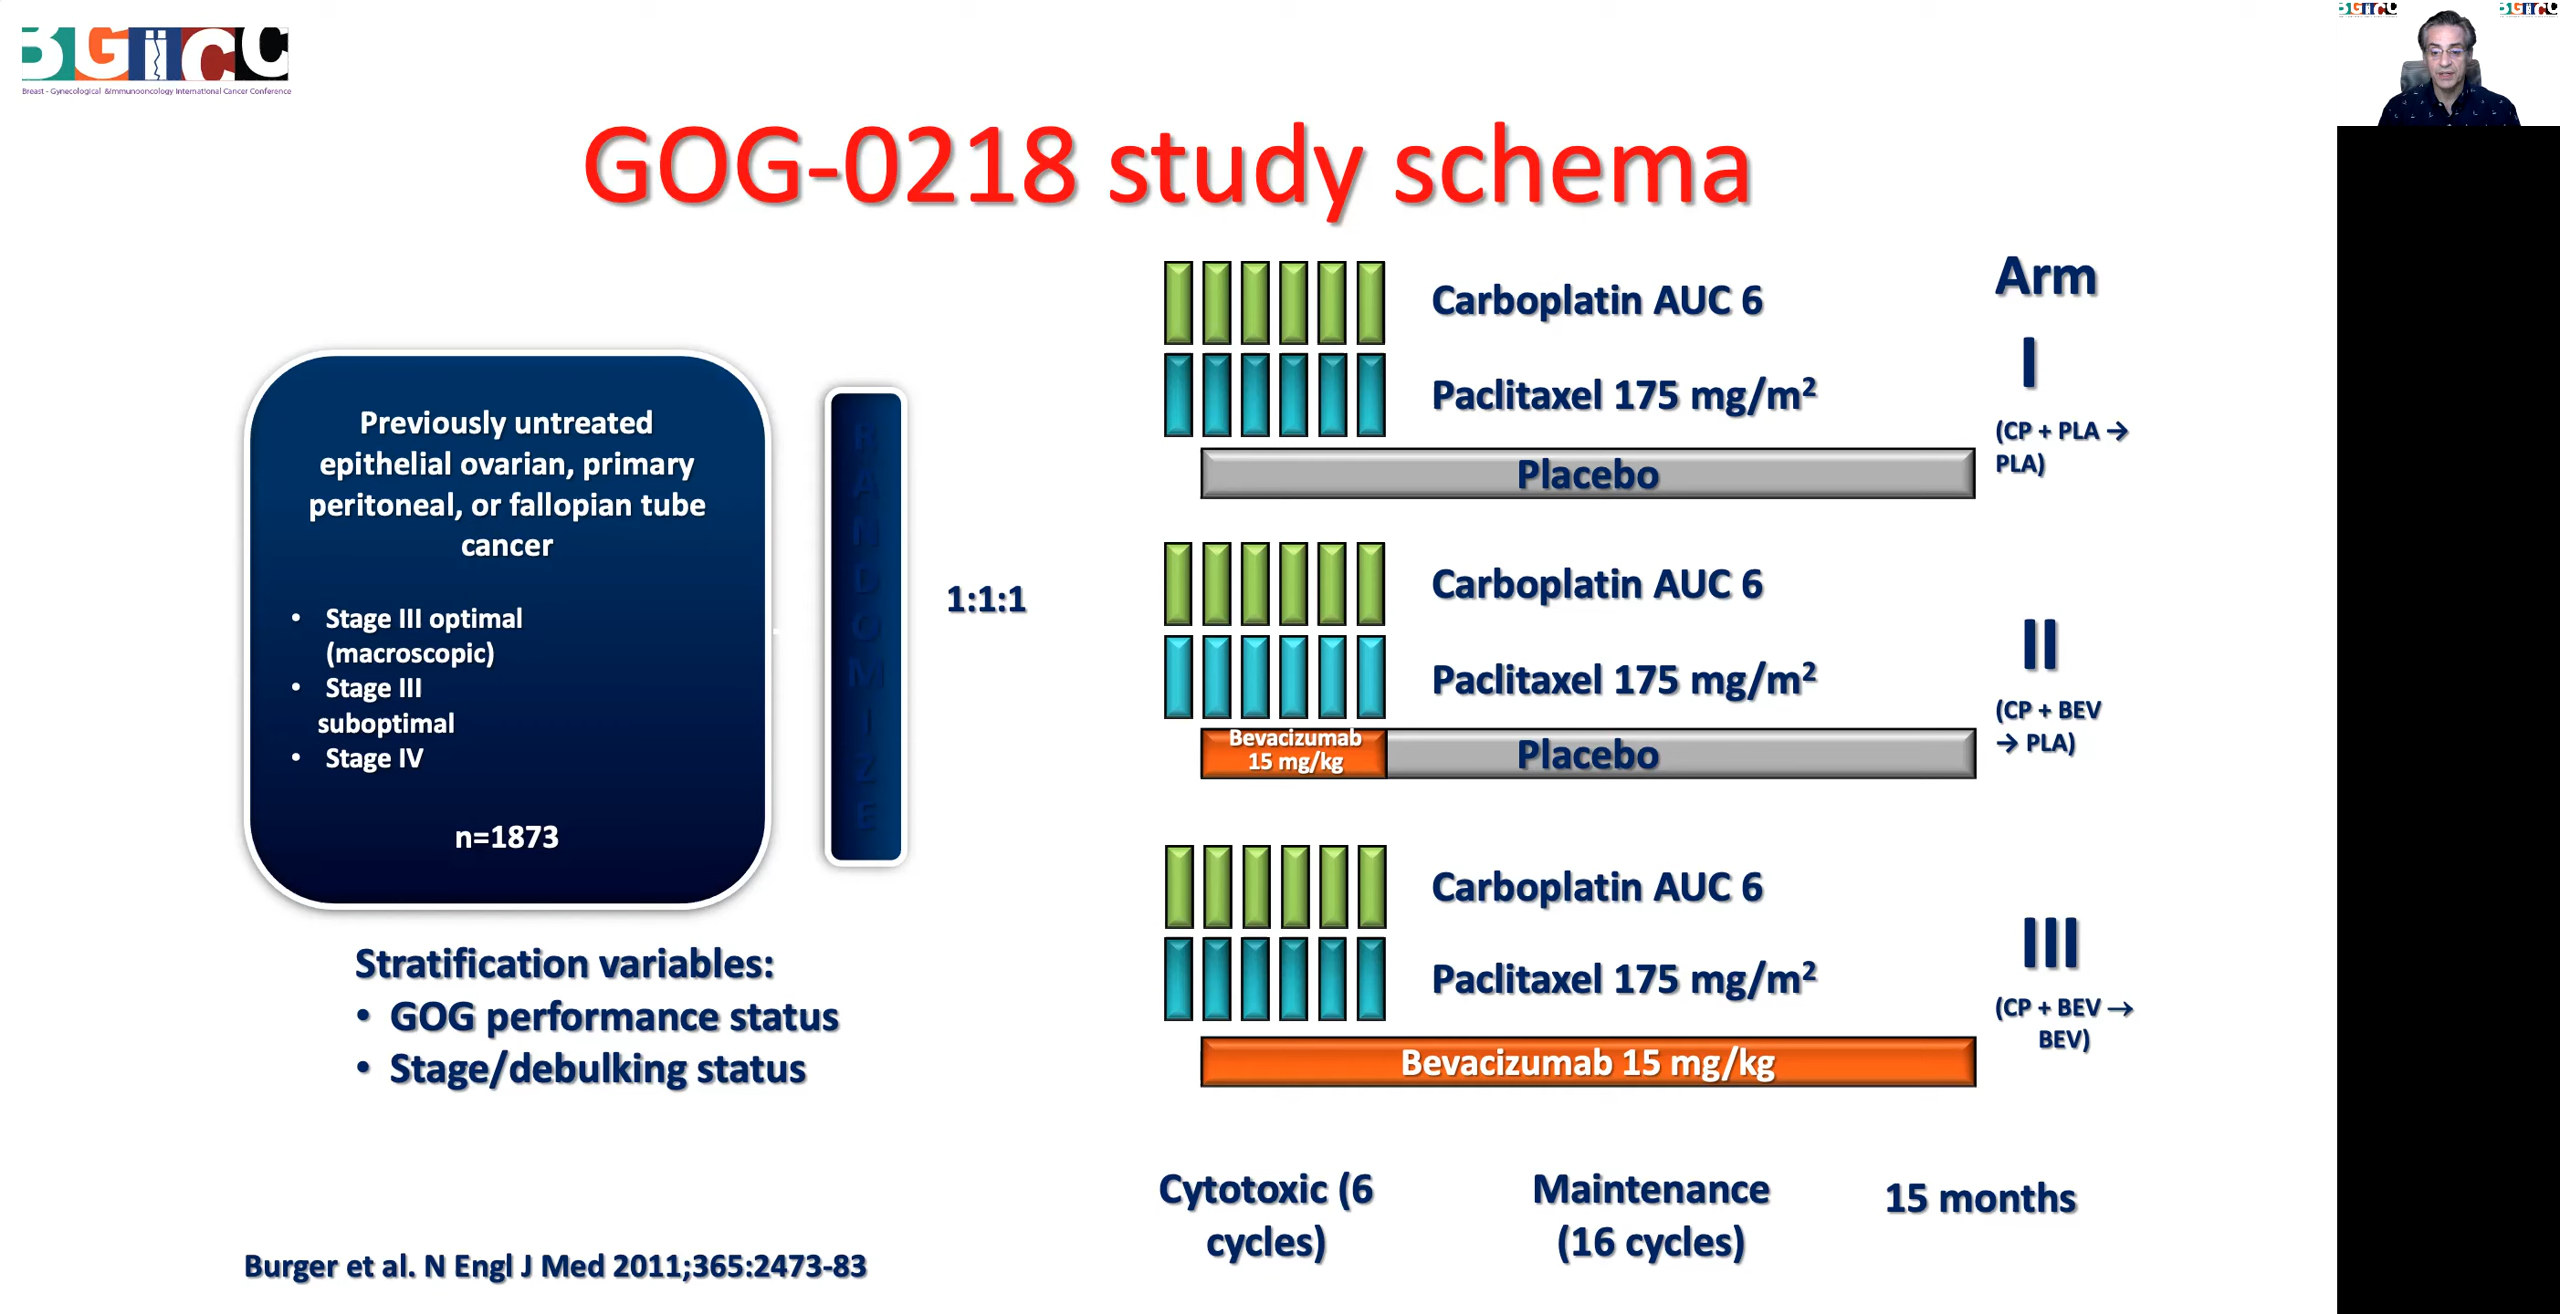 BGiiCC
Breast - Gynecological &Immunooncology International Cancer Conference
GOG-0218 study schema
Previously untreated
epithelial ovarian, primary
peritoneal, or fallopian tube
cancer
• Stage III optimal
(macroscopic)
• Stage III
suboptimal
• Stage IV
n=1873
RANDOMIZE
1:1:1
Stratification variables:
• GOG performance status
• Stage/debulking status
Arm
Carboplatin AUC 6
Paclitaxel 175 mg/m²
Placebo
I
(CP + PLA →
PLA)
Carboplatin AUC 6
Paclitaxel 175 mg/m²
Bevacizumab
15 mg/kg
Placebo
II
(CP + BEV
→ PLA)
Carboplatin AUC 6
Paclitaxel 175 mg/m²
Bevacizumab 15 mg/kg
III
(CP + BEV →
BEV)
Cytotoxic (6
cycles)
Maintenance
(16 cycles)
15 months
Burger et al. N Engl J Med 2011;365:2473-83
BGiiCC
BGiiCC